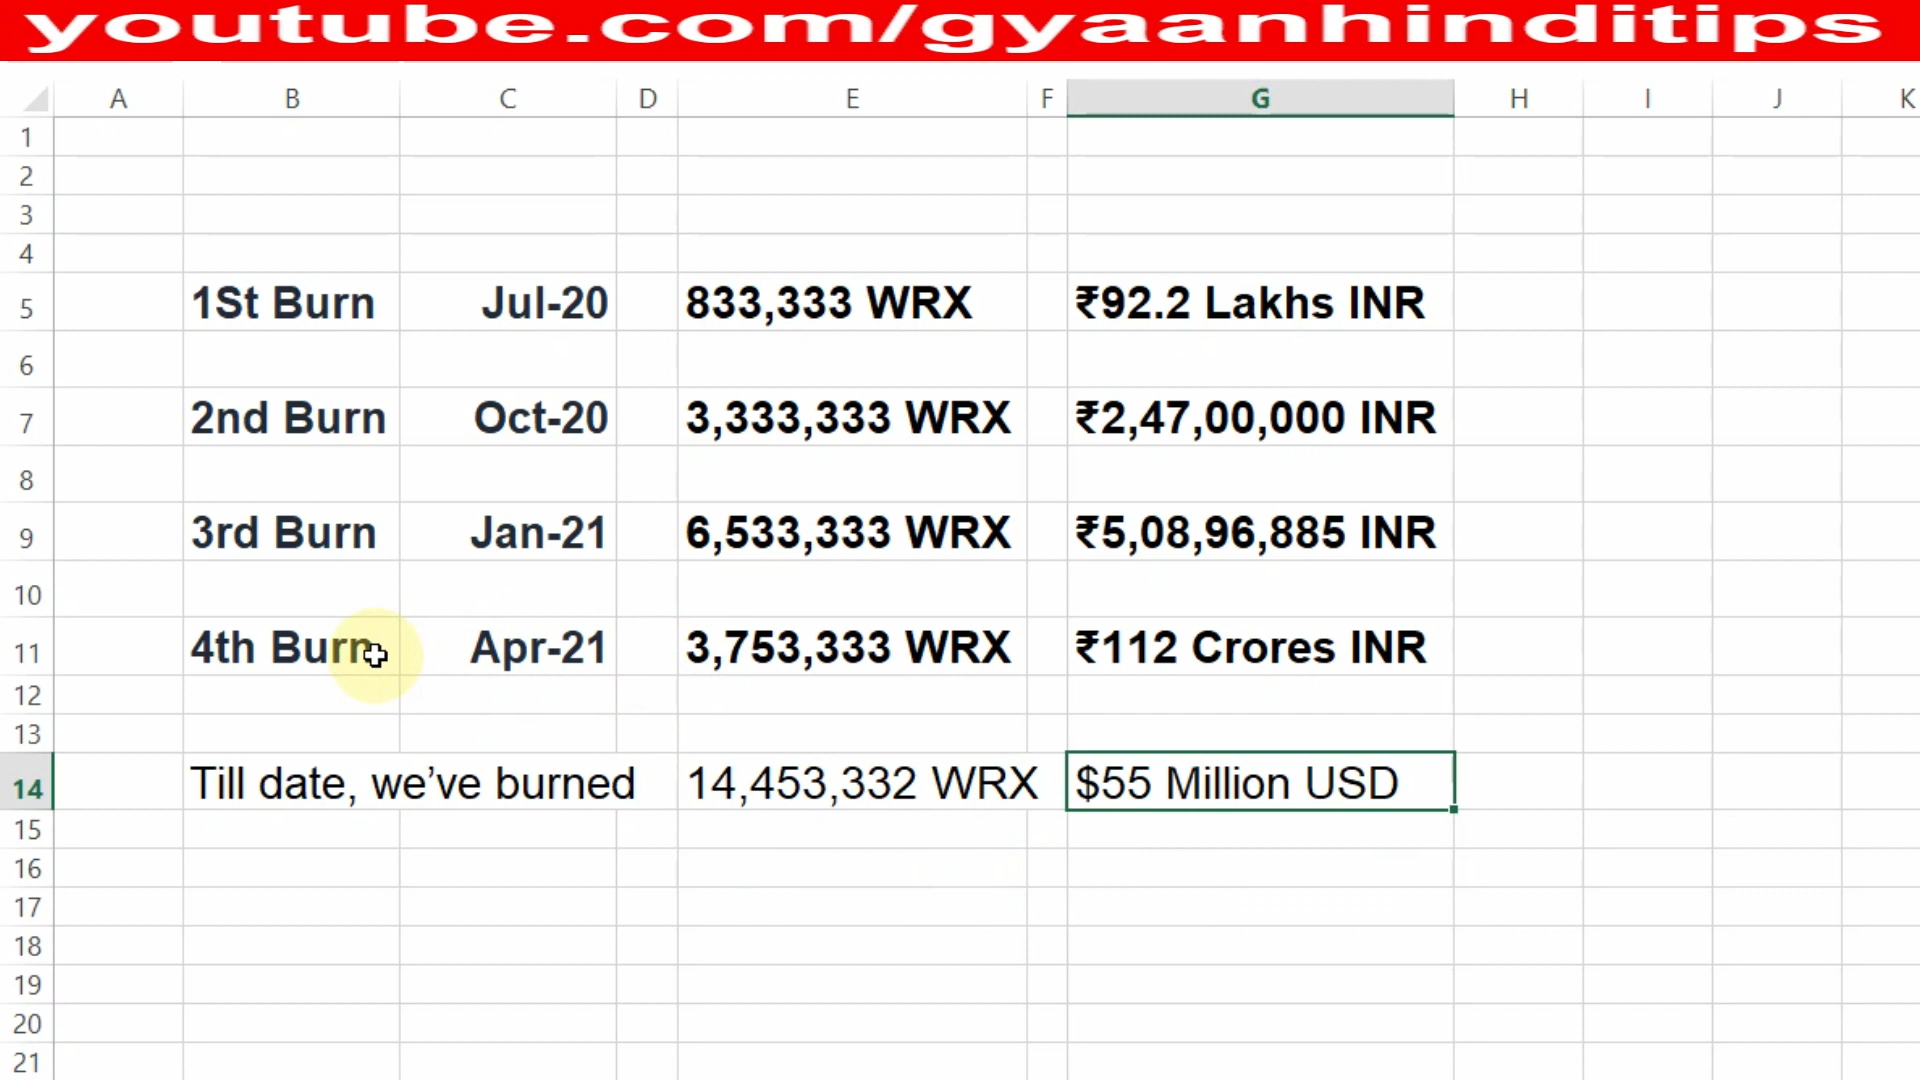 youtube.com/gyaanhinditips
A B C D E F G H I J K
1
2
3
4
5 1St Burn Jul-20 833,333 WRX ₹92.2 Lakhs INR
6
7 2nd Burn Oct-20 3,333,333 WRX ₹2,47,00,000 INR
8
9 3rd Burn Jan-21 6,533,333 WRX ₹5,08,96,885 INR
10
11 4th Burn Apr-21 3,753,333 WRX ₹112 Crores INR
12
13
14 Till date, we’ve burned 14,453,332 WRX $55 Million USD
15
16
17
18
19
20
21